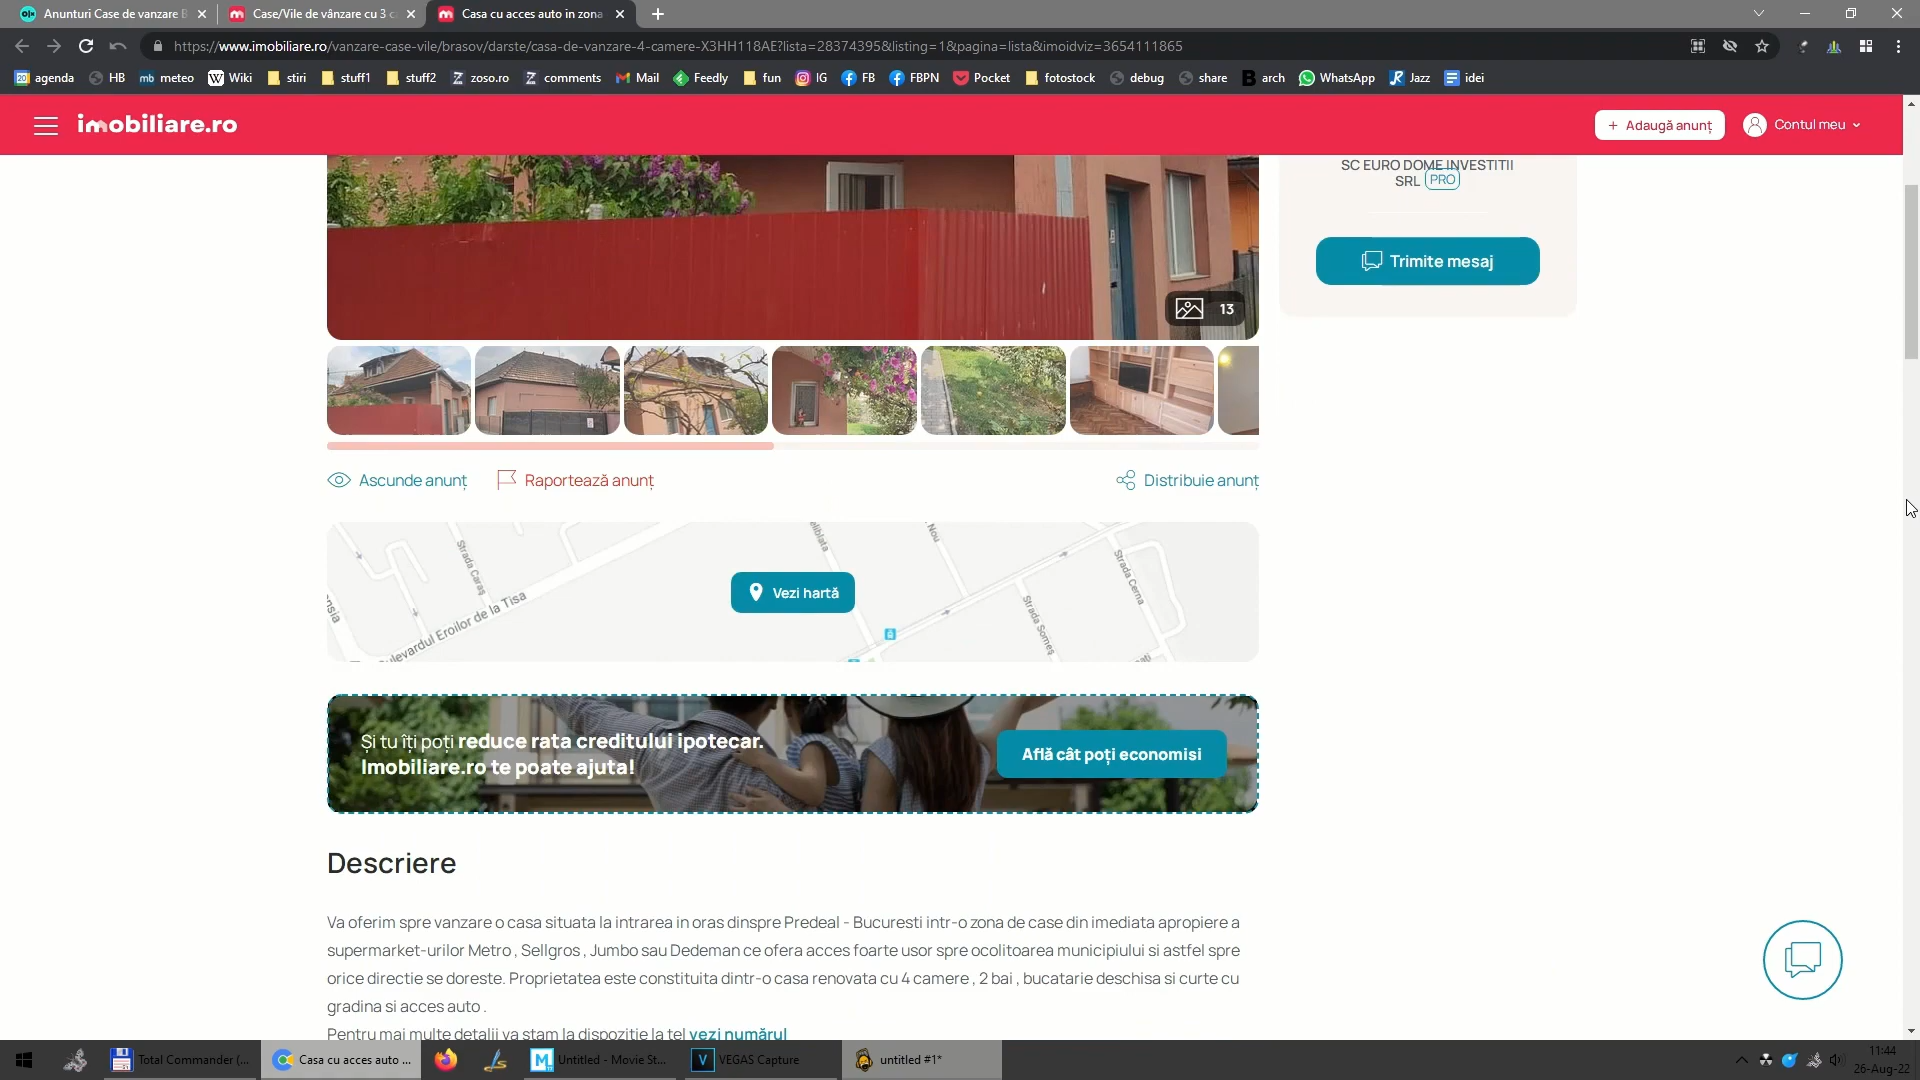 Anunturi Case de vanzare B
Case/Vile de vânzare cu 3 c
Casa cu acces auto in zona
https://www.imobiliare.ro/vanzare-case-vile/brasov/darste/casa-de-vanzare-4-camere-X3HH118AE?lista=28374395&listing=1&pagina=lista&imoidviz=3654111865
agenda HB mb meteo W Wiki stiri stuff1 stuff2 Z zoso.ro Z comments Mail Feedly fun IG FB FBPN Pocket fotostock debug share B arch WhatsApp Jazz idei
imobiliare.ro
+ Adaugă anunț
Contul meu
SC EURO DOME INVESTITII
SRL PRO
Trimite mesaj
13
Ascunde anunț
Raportează anunț
Distribuie anunț
Strada Caraș
Bulevardul Eroilor de la Tisa
Nou
Strada Someș
Strada Cerna
Vezi hartă
Și tu îți poți reduce rata creditului ipotecar.
Imobiliare.ro te poate ajuta!
Află cât poți economisi
Descriere
Va oferim spre vanzare o casa situata la intrarea in oras dinspre Predeal - Bucuresti intr-o zona de case din imediata apropiere a
supermarket-urilor Metro , Sellgros , Jumbo sau Dedeman ce ofera acces foarte usor spre ocolitoarea municipiului si astfel spre
orice directie se doreste. Proprietatea este constituita dintr-o casa renovata cu 4 camere , 2 bai , bucatarie deschisa si curte cu
gradina si acces auto .
Pentru mai multe detalii va stam la dispozitie la tel vezi numărul
Total Commander (...
Casa cu acces auto ...
Untitled - Movie St...
VEGAS Capture
untitled #1*
11:44
26-Aug-22